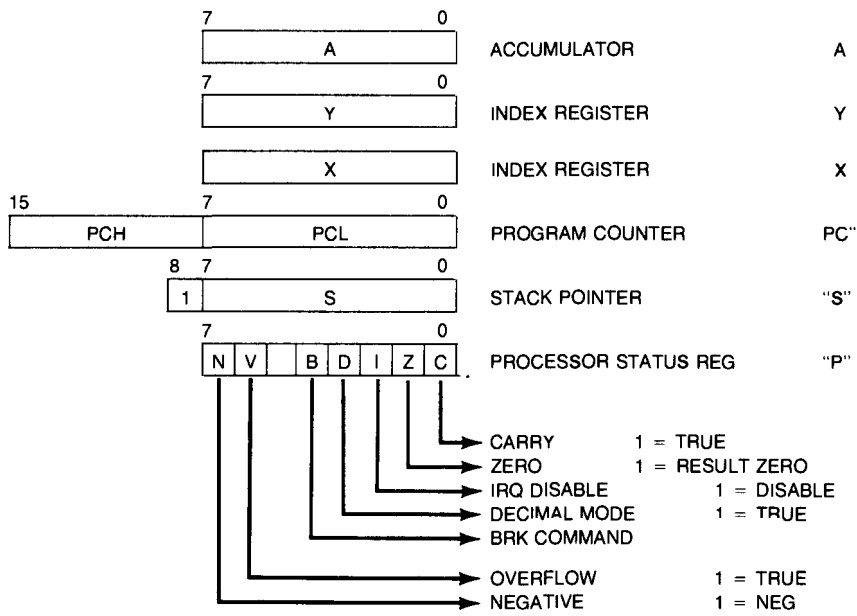 7 0
A ACCUMULATOR A
7 0
Y INDEX REGISTER Y
X INDEX REGISTER X
15 7 0
PCH PCL PROGRAM COUNTER PC"
8 7 0
1 S STACK POINTER "S"
7 0
N V B D I Z C PROCESSOR STATUS REG "P"
CARRY 1 = TRUE
ZERO 1 = RESULT ZERO
IRQ DISABLE 1 = DISABLE
DECIMAL MODE 1 = TRUE
BRK COMMAND
OVERFLOW 1 = TRUE
NEGATIVE 1 = NEG